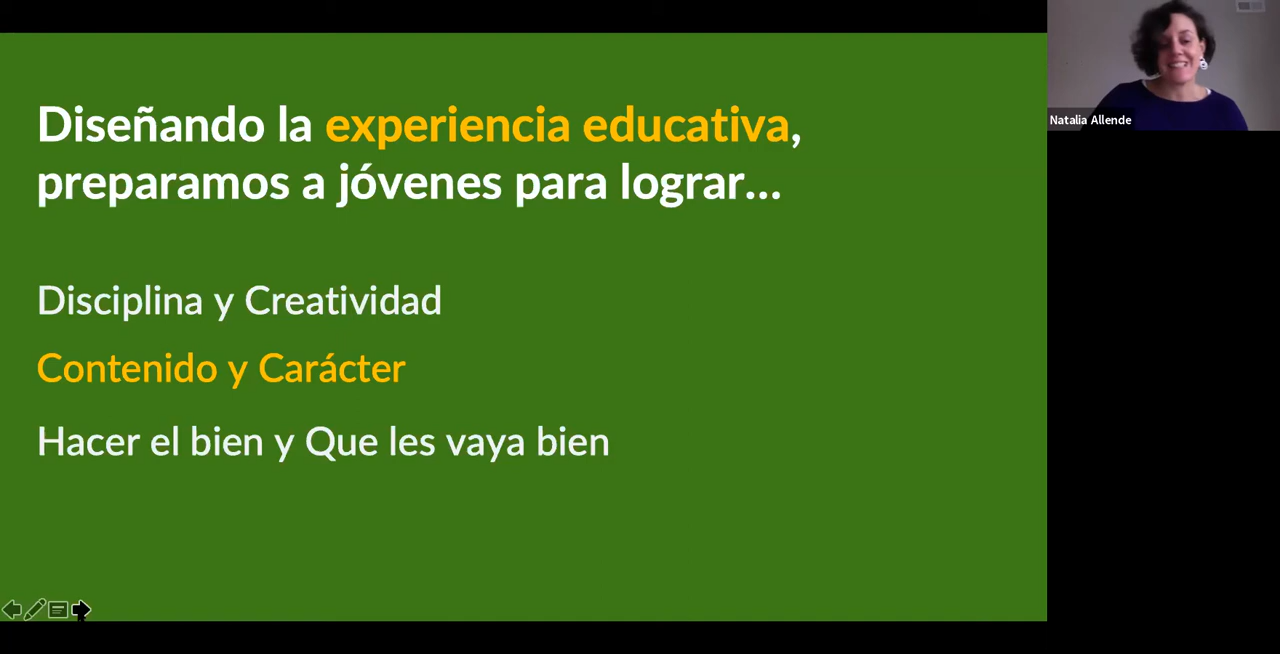 Diseñando la experiencia educativa,
preparamos a jóvenes para lograr...
Disciplina y Creatividad
Contenido y Carácter
Hacer el bien y Que les vaya bien
Natalia Allende